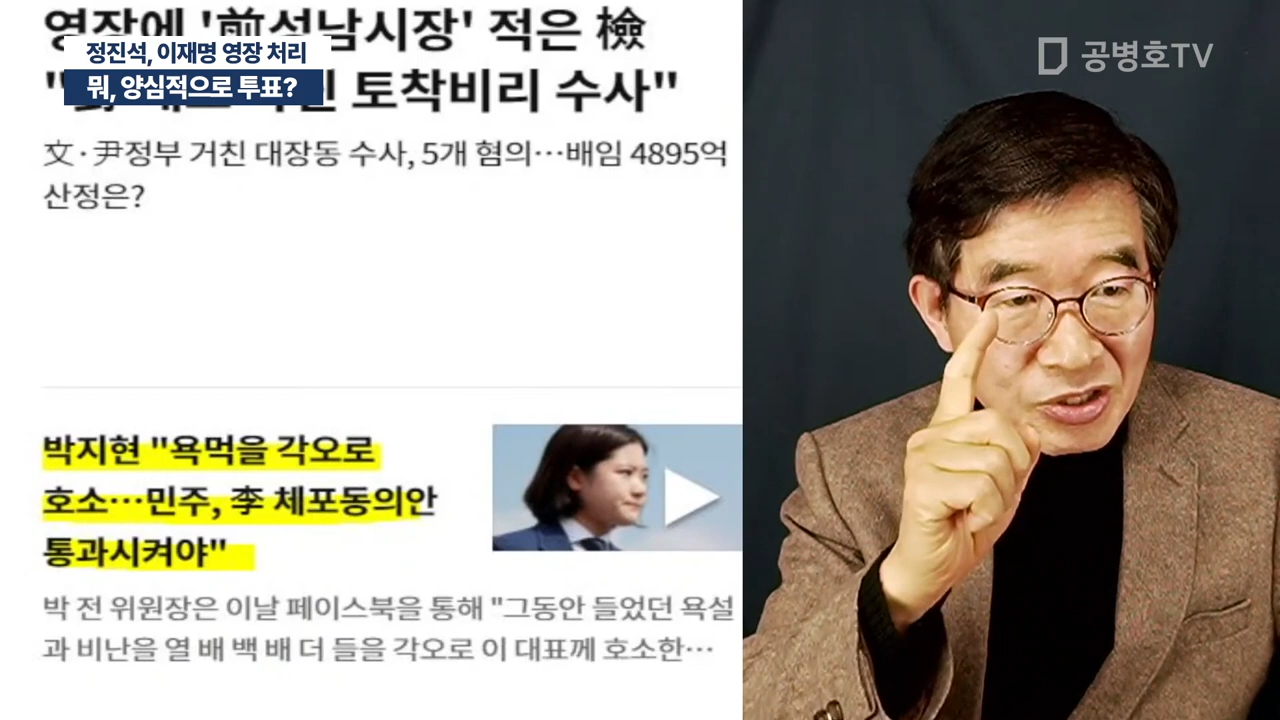 영장에 '前성남시장' 적은 檢
정진석, 이재명 영장 처리
뭐, 양심적으로 투표?
토착비리 수사"
文·尹정부 거친 대장동 수사, 5개 혐의…배임 4895억
산정은?
박지현 "욕먹을 각오로
호소…민주, 李 체포동의안
통과시켜야"
박 전 위원장은 이날 페이스북을 통해 "그동안 들었던 욕설
과 비난을 열 배 백 배 더 들을 각오로 이 대표께 호소한…
공병호TV